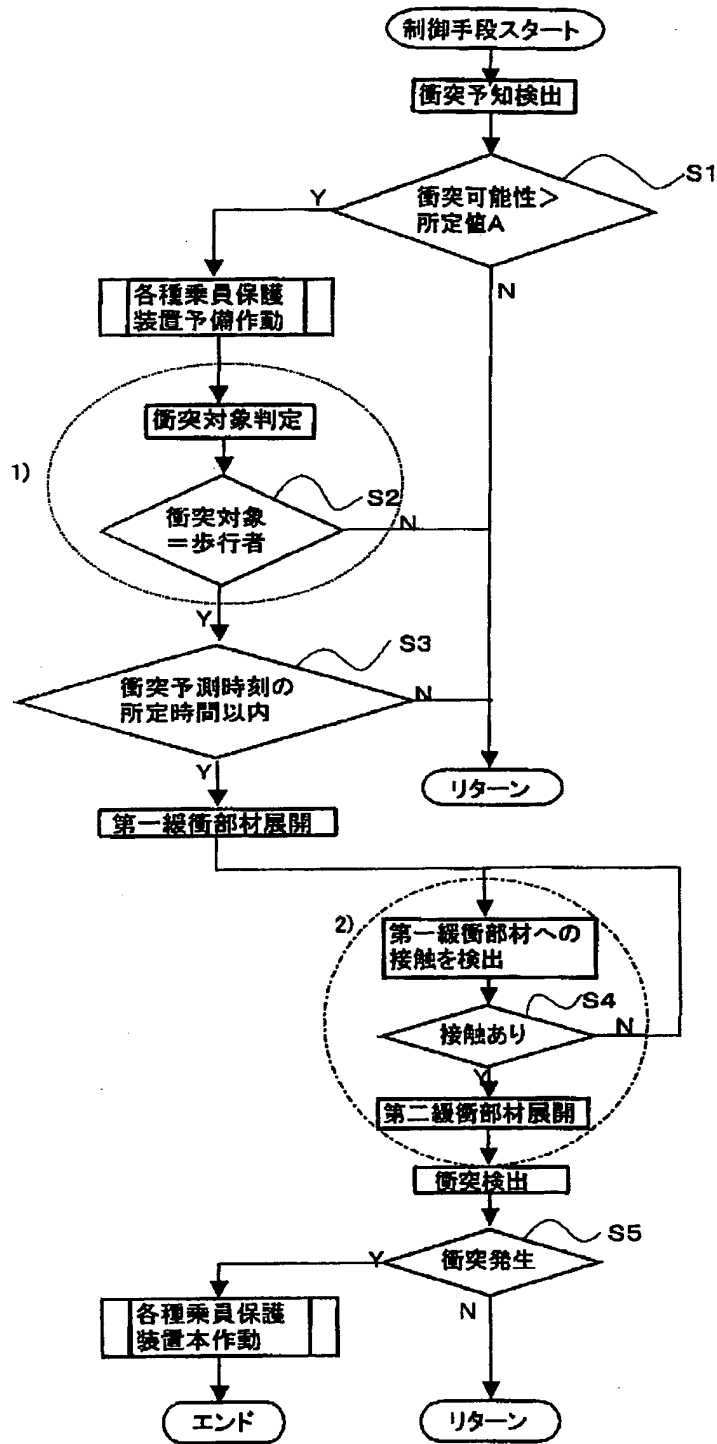 制御手段スタート
衝突予知検出
S1
衝突可能性>
所定値A
Y
N
各種乗員保護
装置予備作動
1)
衝突対象判定
S2
衝突対象
=歩行者
N
Y
S3
衝突予測時刻の
所定時間以内
N
Y
リターン
第一緩衝部材展開
2)
第一緩衝部材への
接触を検出
S4
接触あり
N
Y
第二緩衝部材展開
衝突検出
S5
衝突発生
Y
N
各種乗員保護
装置本作動
エンド
リターン